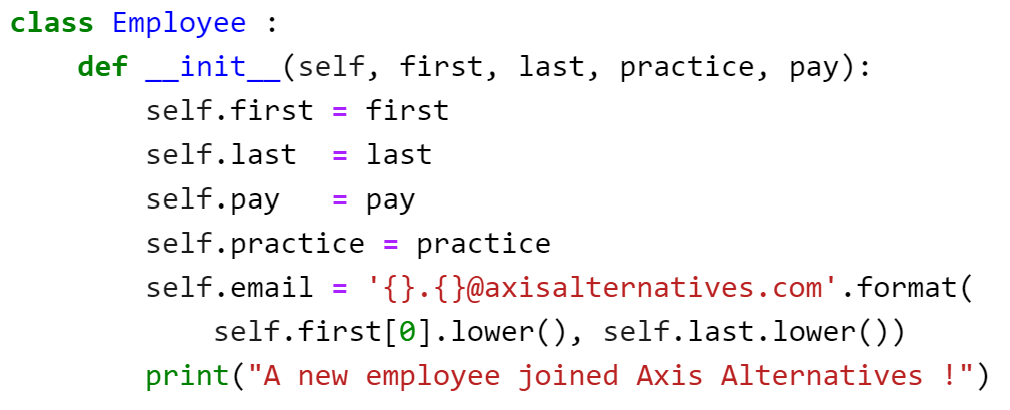 class Employee :
    def __init__(self, first, last, practice, pay):
        self.first = first
        self.last  = last
        self.pay   = pay
        self.practice = practice
        self.email = '{}.{}@axisalternatives.com'.format(
            self.first[0].lower(), self.last.lower())
        print("A new employee joined Axis Alternatives !")